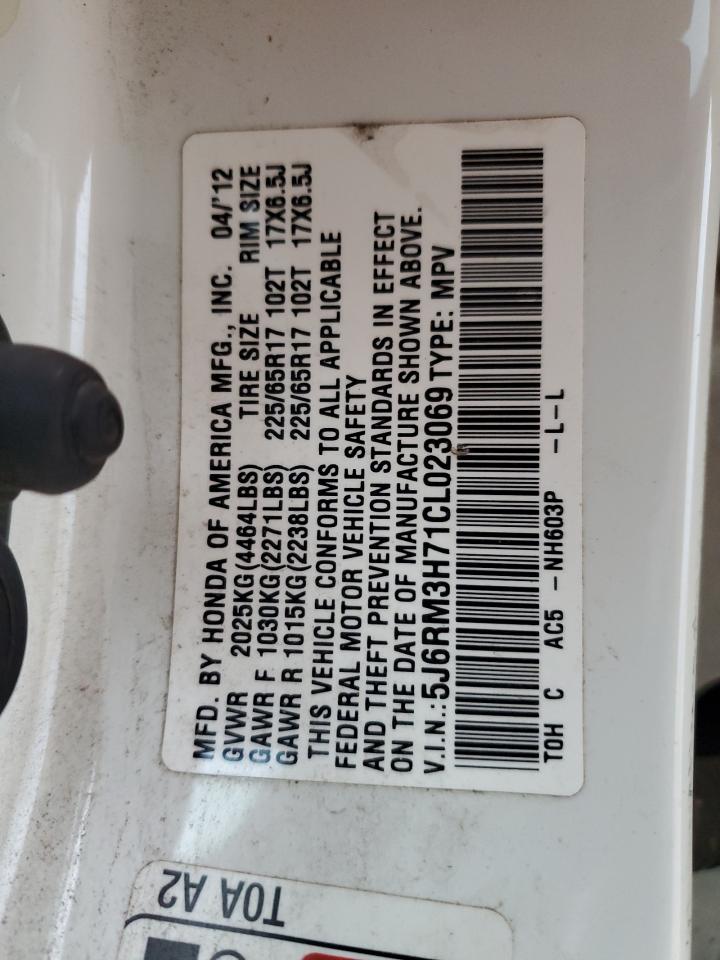 MFD. BY HONDA OF AMERICA MFG., INC. 04/'12
GVWR 2025KG(4464LBS) TIRE SIZE RIM SIZE
GAWR F 1030KG(2271LBS) 225/65R17 102T 17X6.5J
GAWR R 1015KG(2238LBS) 225/65R17 102T 17X6.5J
THIS VEHICLE CONFORMS TO ALL APPLICABLE
FEDERAL MOTOR VEHICLE SAFETY
AND THEFT PREVENTION STANDARDS IN EFFECT
ON THE DATE OF MANUFACTURE SHOWN ABOVE.
V.I.N.:5J6RM3H71CL023069 TYPE: MPV
TOH C AC5 -NH603P -L-L
TOA A2